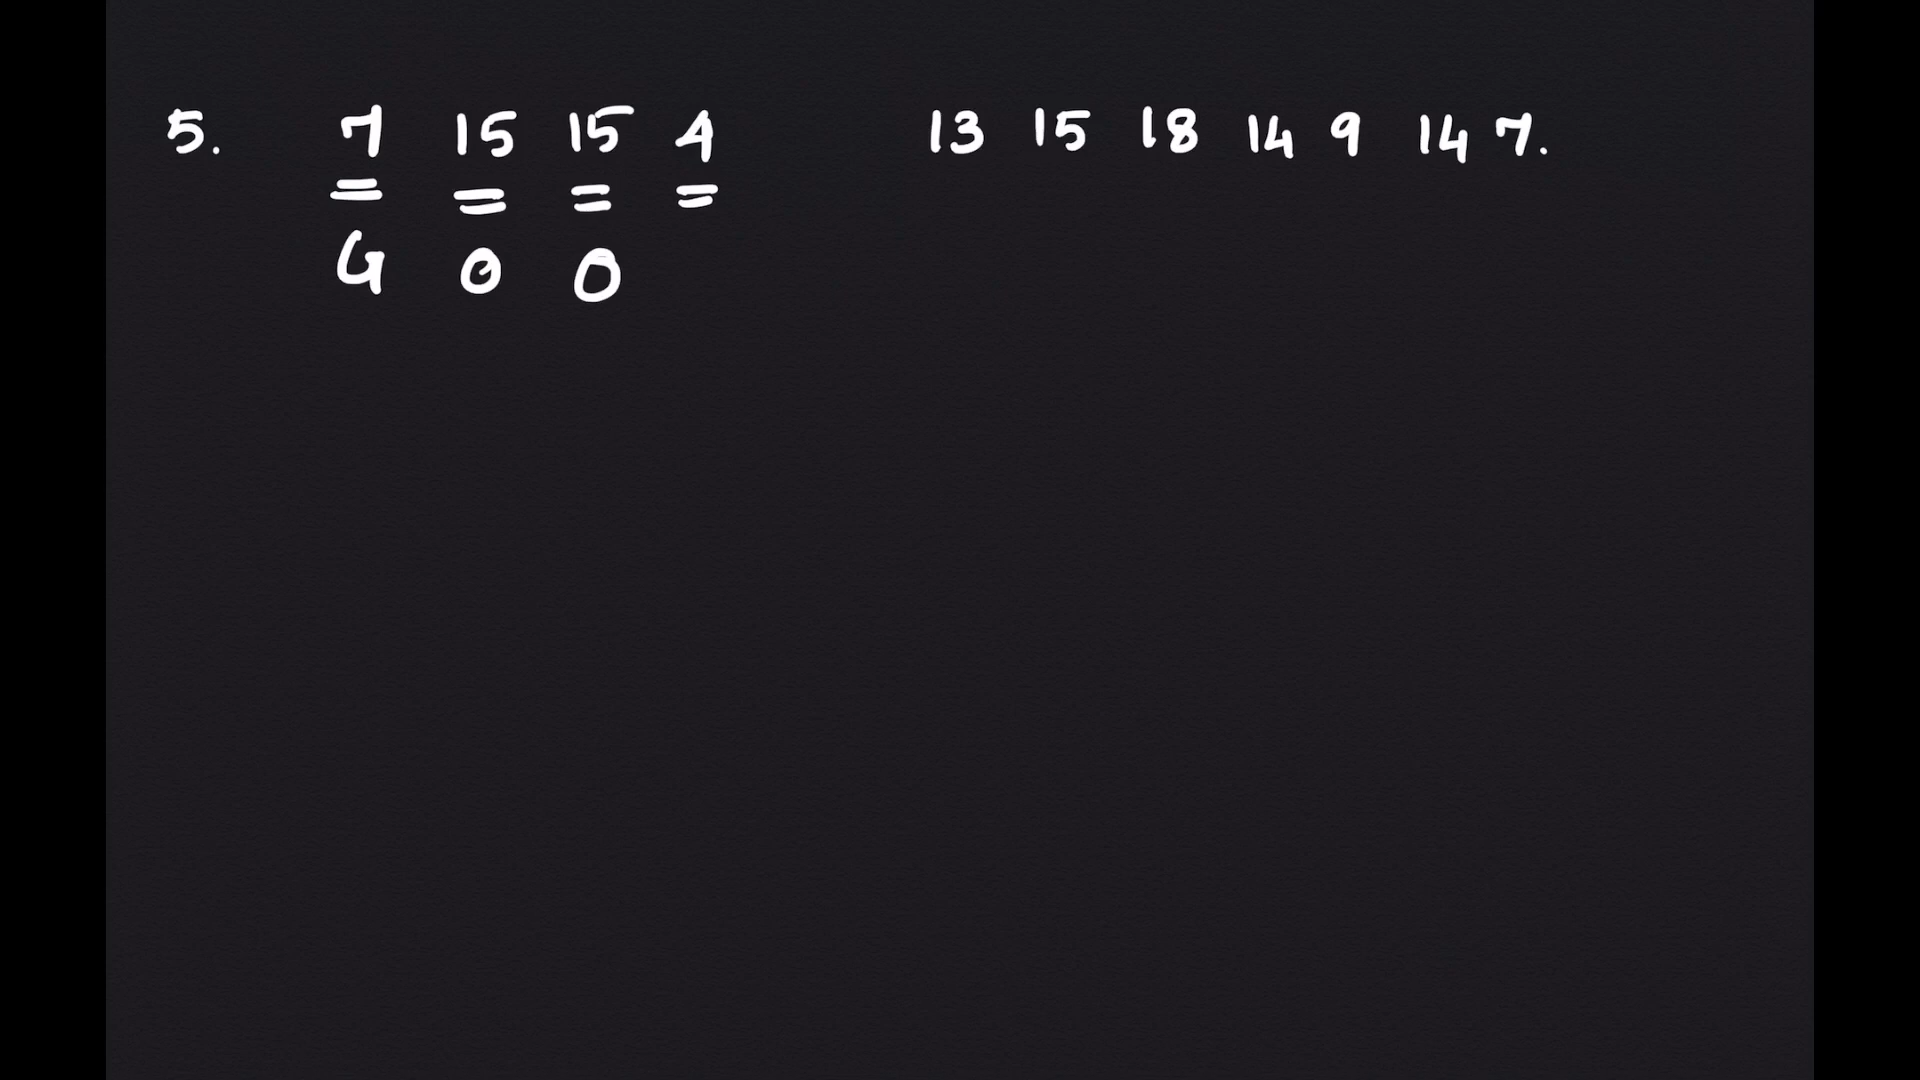 5. 7 15 15 4 13 15 18 14 9 14 7.
= = = =
G O O